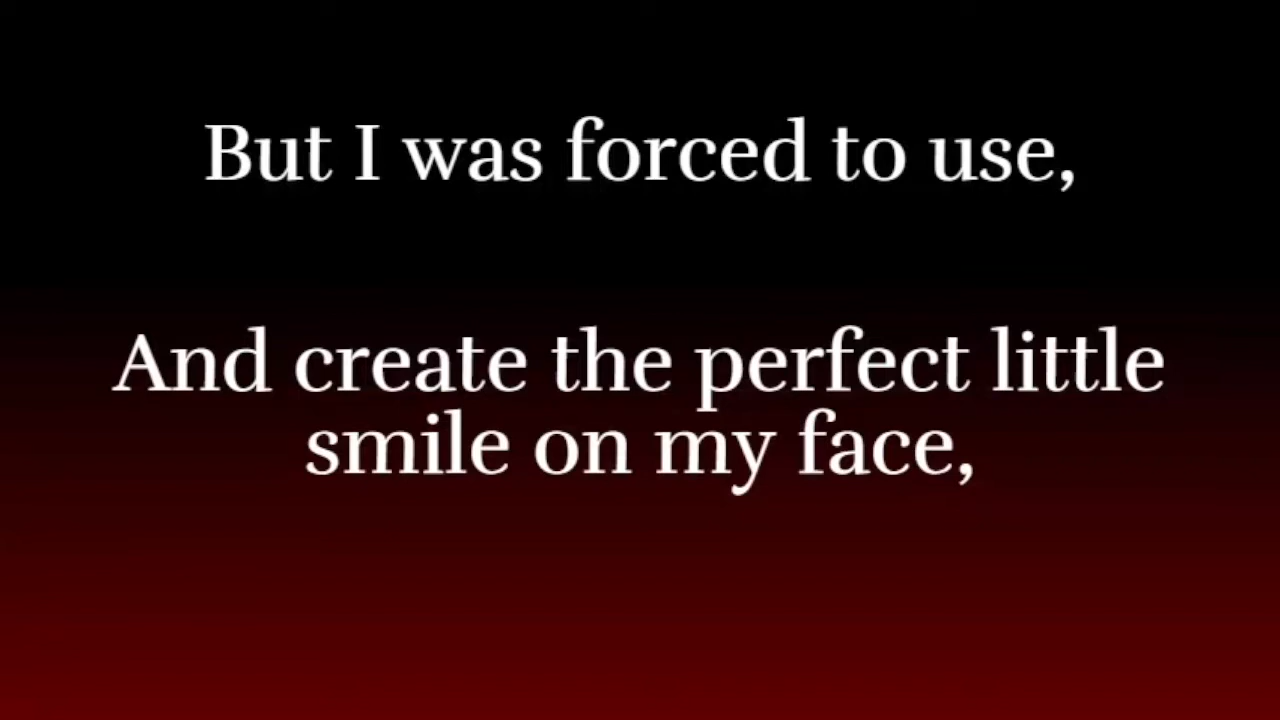 But I was forced to use,
And create the perfect little
smile on my face,